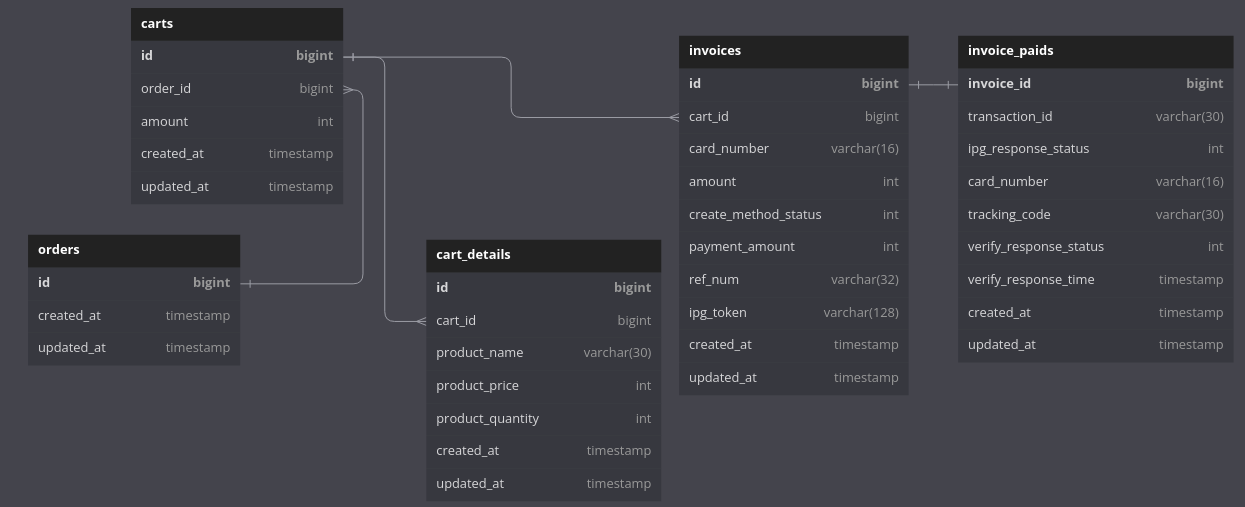 carts
id bigint
order_id bigint
amount int
created_at timestamp
updated_at timestamp
orders
id bigint
created_at timestamp
updated_at timestamp
cart_details
id bigint
cart_id bigint
product_name varchar(30)
product_price int
product_quantity int
created_at timestamp
updated_at timestamp
invoices
id bigint
cart_id bigint
card_number varchar(16)
amount int
create_method_status int
payment_amount int
ref_num varchar(32)
ipg_token varchar(128)
created_at timestamp
updated_at timestamp
invoice_paids
invoice_id bigint
transaction_id varchar(30)
ipg_response_status int
card_number varchar(16)
tracking_code varchar(30)
verify_response_status int
verify_response_time timestamp
created_at timestamp
updated_at timestamp